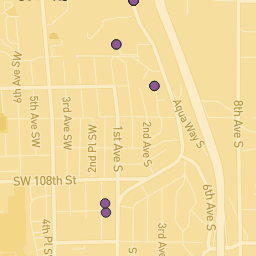 6th Ave SW
5th Ave SW
3rd Ave SW
2nd Pl SW
1st Ave S
2nd Ave S
Aqua Way S
8th Ave S
SW 108th St
6th Ave S
4th Pl S
3rd Ave
S